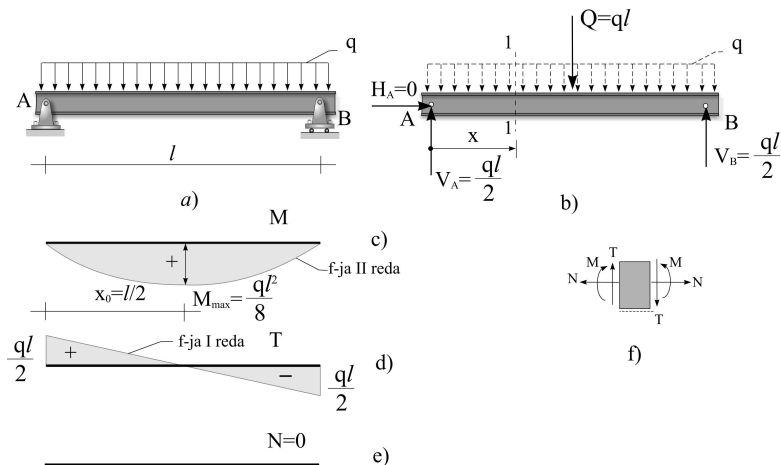 q
A
B
l
a)
Q=ql
1
q
H_A=0
A
B
1
x
V_A= ql/2
V_B= ql/2
b)
M
c)
+
f-ja II reda
x₀=l/2
M_max= ql²/8
T
f-ja I reda
ql/2
+
−
ql/2
d)
N=0
e)
M
T
M
N
N
T
f)